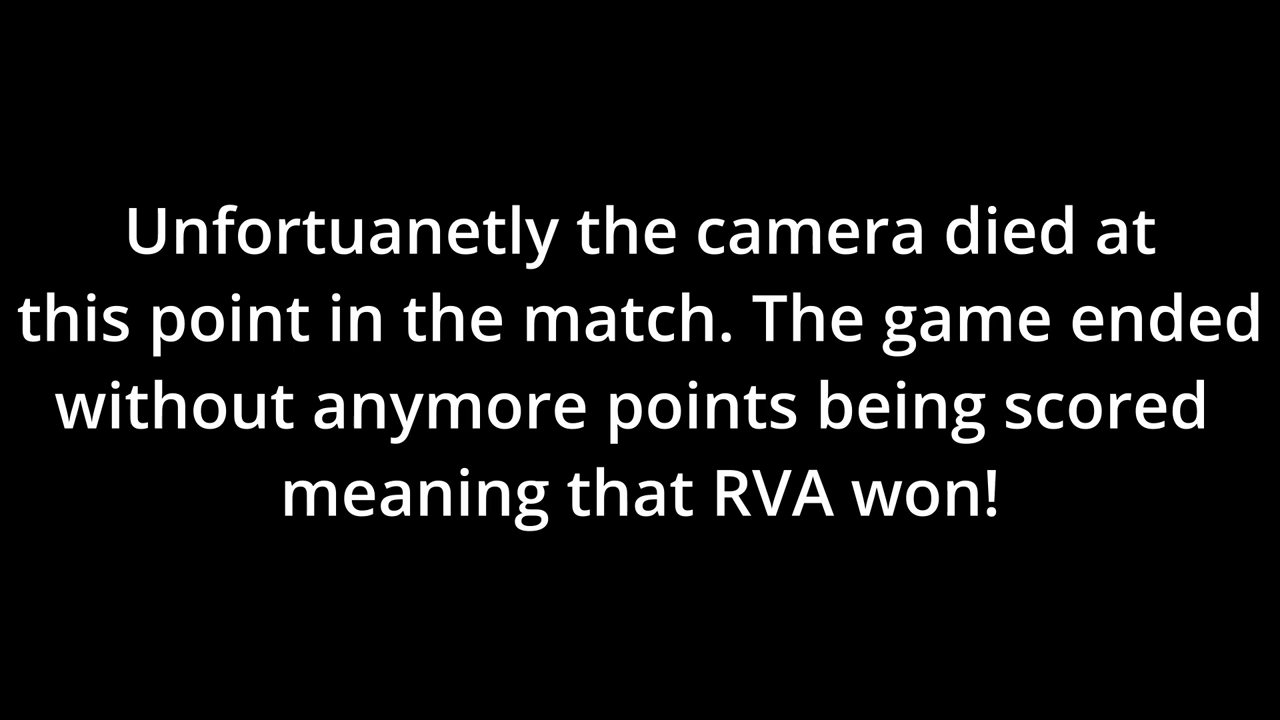 Unfortuanetly the camera died at
this point in the match. The game ended
without anymore points being scored
meaning that RVA won!